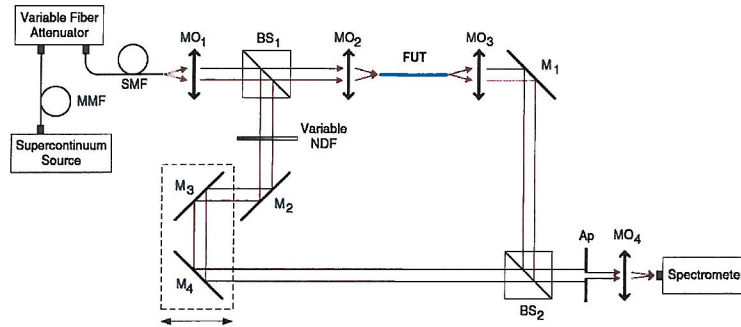 Variable Fiber
Attenuator
SMF
MMF
Supercontinuum
Source
MO1
BS1
MO2
FUT
MO3
M1
Variable
NDF
M3
M2
M4
Ap
MO4
BS2
Spectrometer